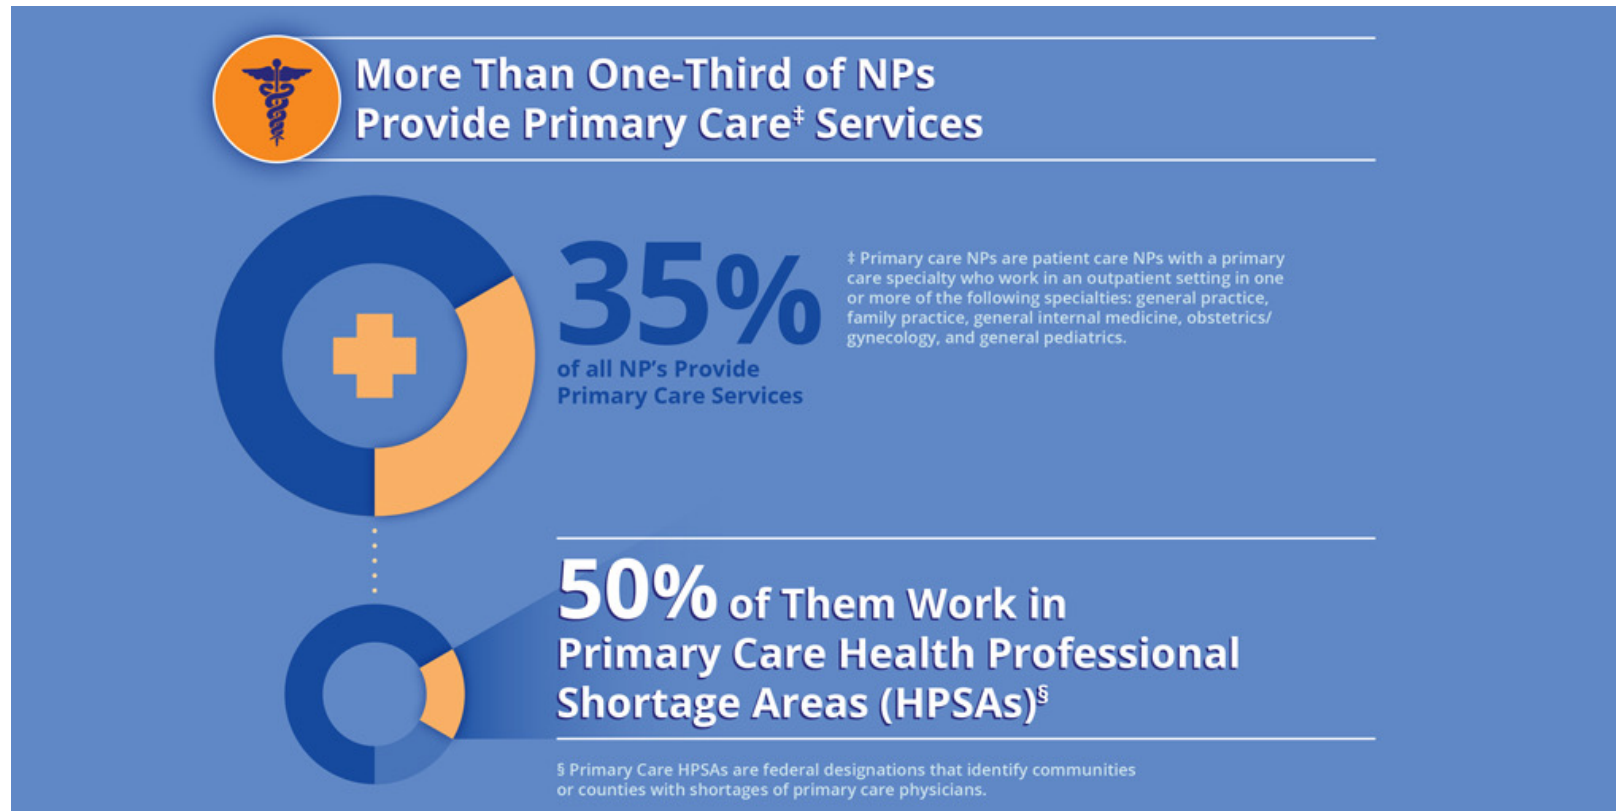 More Than One-Third of NPs
Provide Primary Care‡ Services
35%
of all NP's Provide
Primary Care Services
‡ Primary care NPs are patient care NPs with a primary
care specialty who work in an outpatient setting in one
or more of the following specialties: general practice,
family practice, general internal medicine, obstetrics/
gynecology, and general pediatrics.
50% of Them Work in
Primary Care Health Professional
Shortage Areas (HPSAs)§
§ Primary Care HPSAs are federal designations that identify communities
or counties with shortages of primary care physicians.